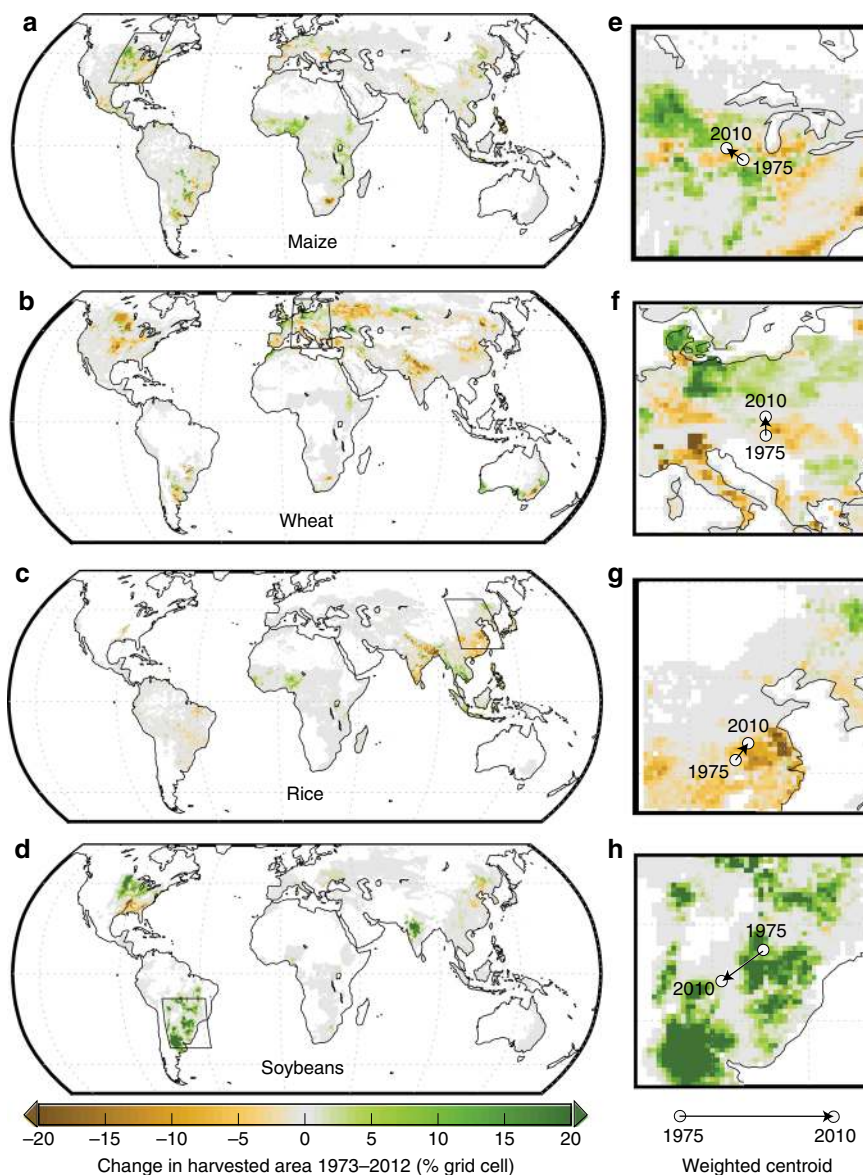 a
Maize
b
Wheat
c
Rice
d
Soybeans
–20 –15 –10 –5 0 5 10 15 20
Change in harvested area 1973–2012 (% grid cell)
e
2010
1975
f
2010
1975
g
2010
1975
h
1975
2010
1975 2010
Weighted centroid